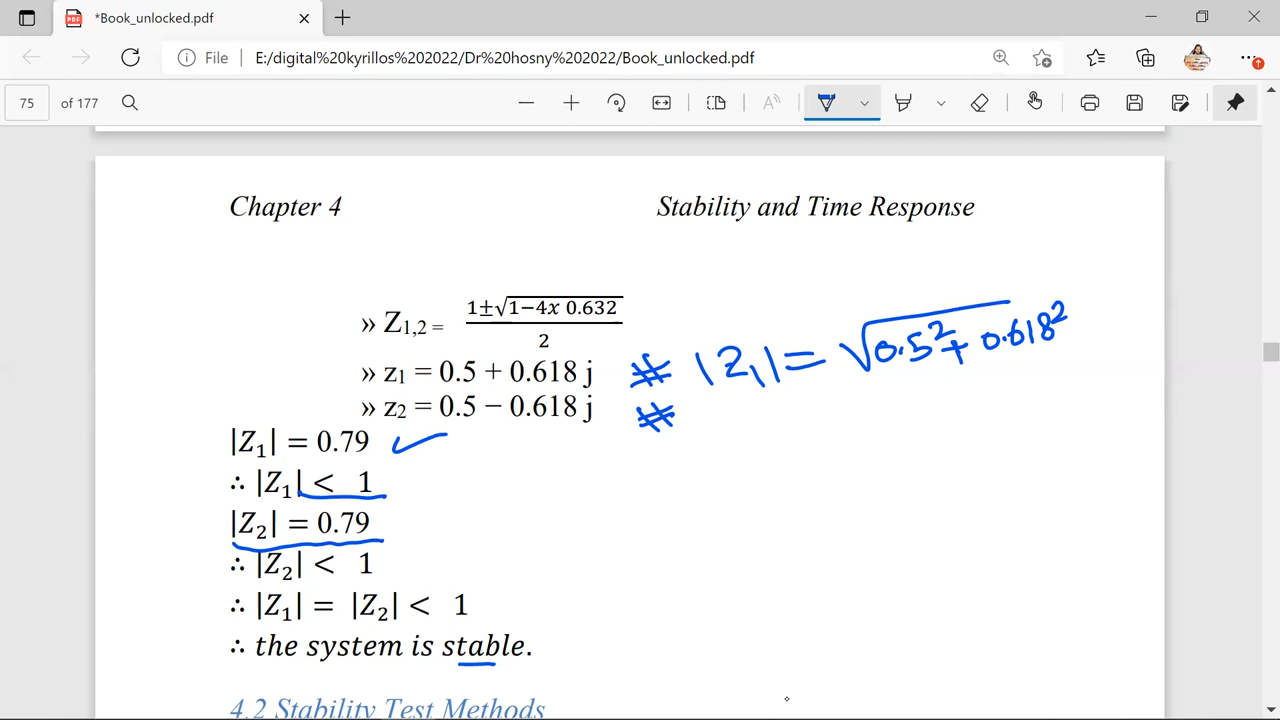 *Book_unlocked.pdf
File E:/digital%20kyrillos%202022/Dr%20hosny%202022/Book_unlocked.pdf
75 of 177
Chapter 4 Stability and Time Response
» Z1,2 = (1±√(1−4x 0.632))/2
» z1 = 0.5 + 0.618 j # |Z1| = √(0.5² + 0.618²)
» z2 = 0.5 − 0.618 j #
|Z1| = 0.79 ✓
∴ |Z1| < 1
|Z2| = 0.79
∴ |Z2| < 1
∴ |Z1| = |Z2| < 1
∴ the system is stable.
4.2 Stability Test Methods